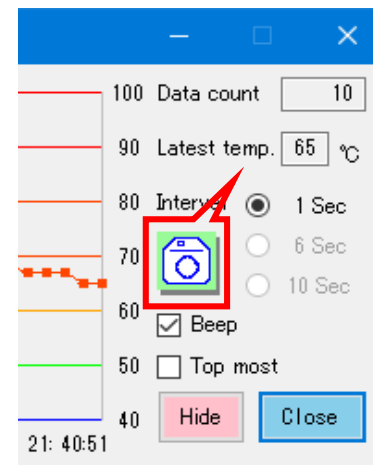 100 Data count 10
90 Latest temp. 65 ℃
80 Interval 1 Sec
70 6 Sec
10 Sec
60 Beep
50 Top most
40 Hide Close
21: 40:51